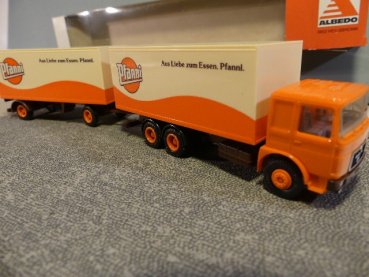 Pfanni
Aus Liebe zum Essen. Pfanni.
Pfanni
Aus Liebe zum Essen. Pfanni.
ALBEDO